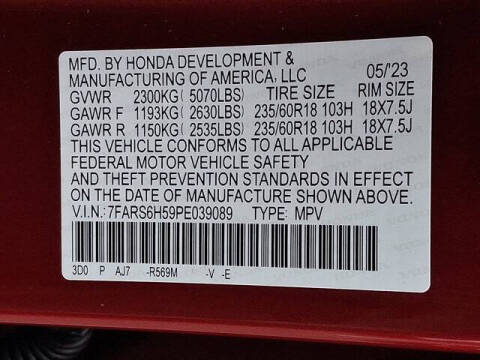 MFD. BY HONDA DEVELOPMENT &
MANUFACTURING OF AMERICA, LLC 05/'23
GVWR 2300KG( 5070LBS) TIRE SIZE RIM SIZE
GAWR F 1193KG( 2630LBS) 235/60R18 103H 18X7.5J
GAWR R 1150KG( 2535LBS) 235/60R18 103H 18X7.5J
THIS VEHICLE CONFORMS TO ALL APPLICABLE
FEDERAL MOTOR VEHICLE SAFETY
AND THEFT PREVENTION STANDARDS IN EFFECT
ON THE DATE OF MANUFACTURE SHOWN ABOVE.
V.I.N.:7FARS6H59PE039089 TYPE: MPV
3D0 P AJ7 -R569M -V -E